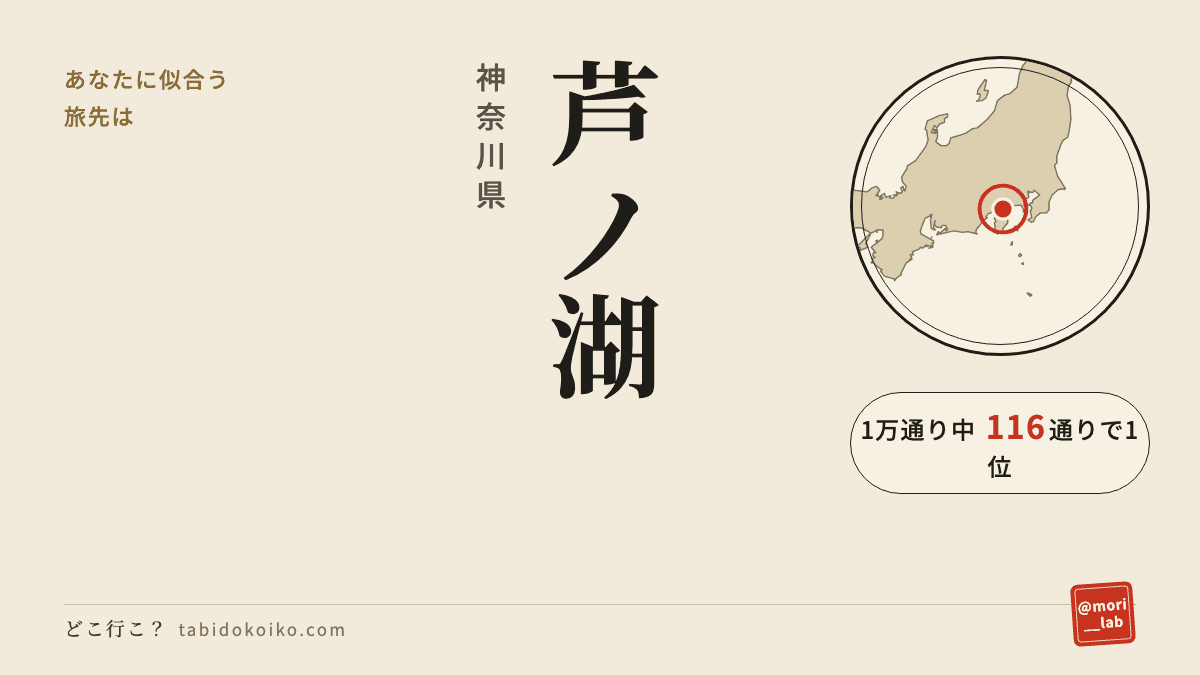 あなたに似合う
旅先は
芦ノ湖
神奈川県
1万通り中 116通りで1
位
どこ行こ？ tabidokoiko.com
@mori
__lab